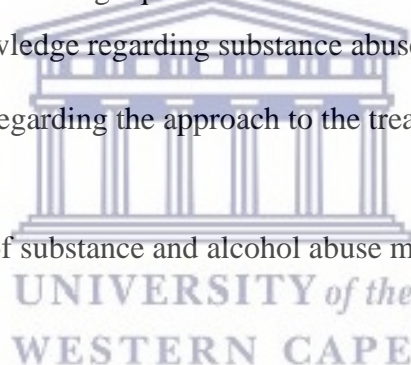 wledge regarding substance abuse
egarding the approach to the trea
of substance and alcohol abuse m
UNIVERSITY of the
WESTERN CAPE